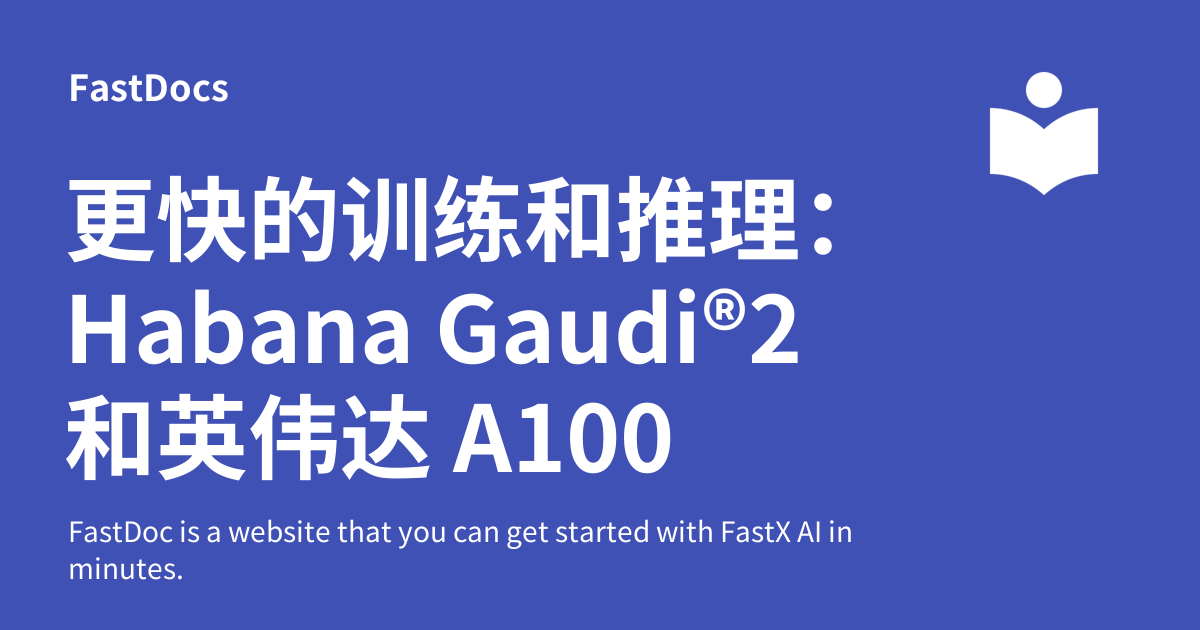 FastDocs
更快的训练和推理：
Habana Gaudi®2
和英伟达 A100
FastDoc is a website that you can get started with FastX AI in
minutes.